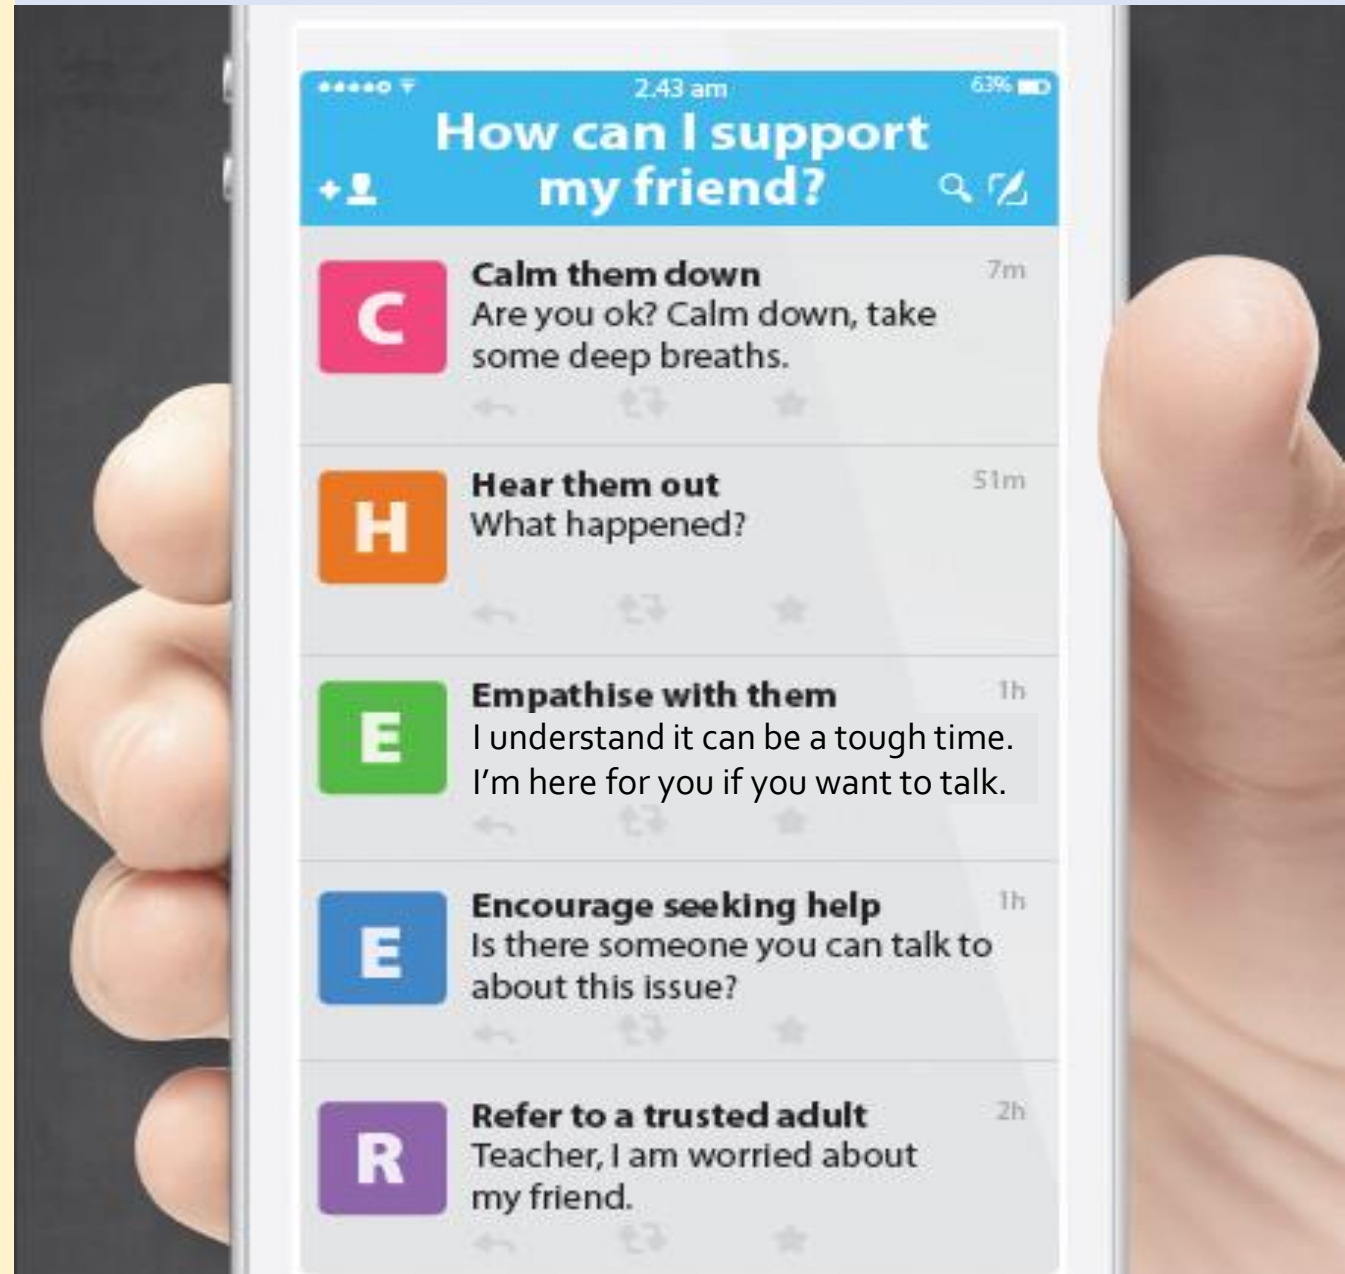 2.43 am
63%
How can I support
my friend?
C
Calm them down
7m
Are you ok? Calm down, take
some deep breaths.
H
Hear them out
51m
What happened?
E
Empathise with them
1h
I understand it can be a tough time.
I'm here for you if you want to talk.
E
Encourage seeking help
1h
Is there someone you can talk to
about this issue?
R
Refer to a trusted adult
2h
Teacher, I am worried about
my friend.